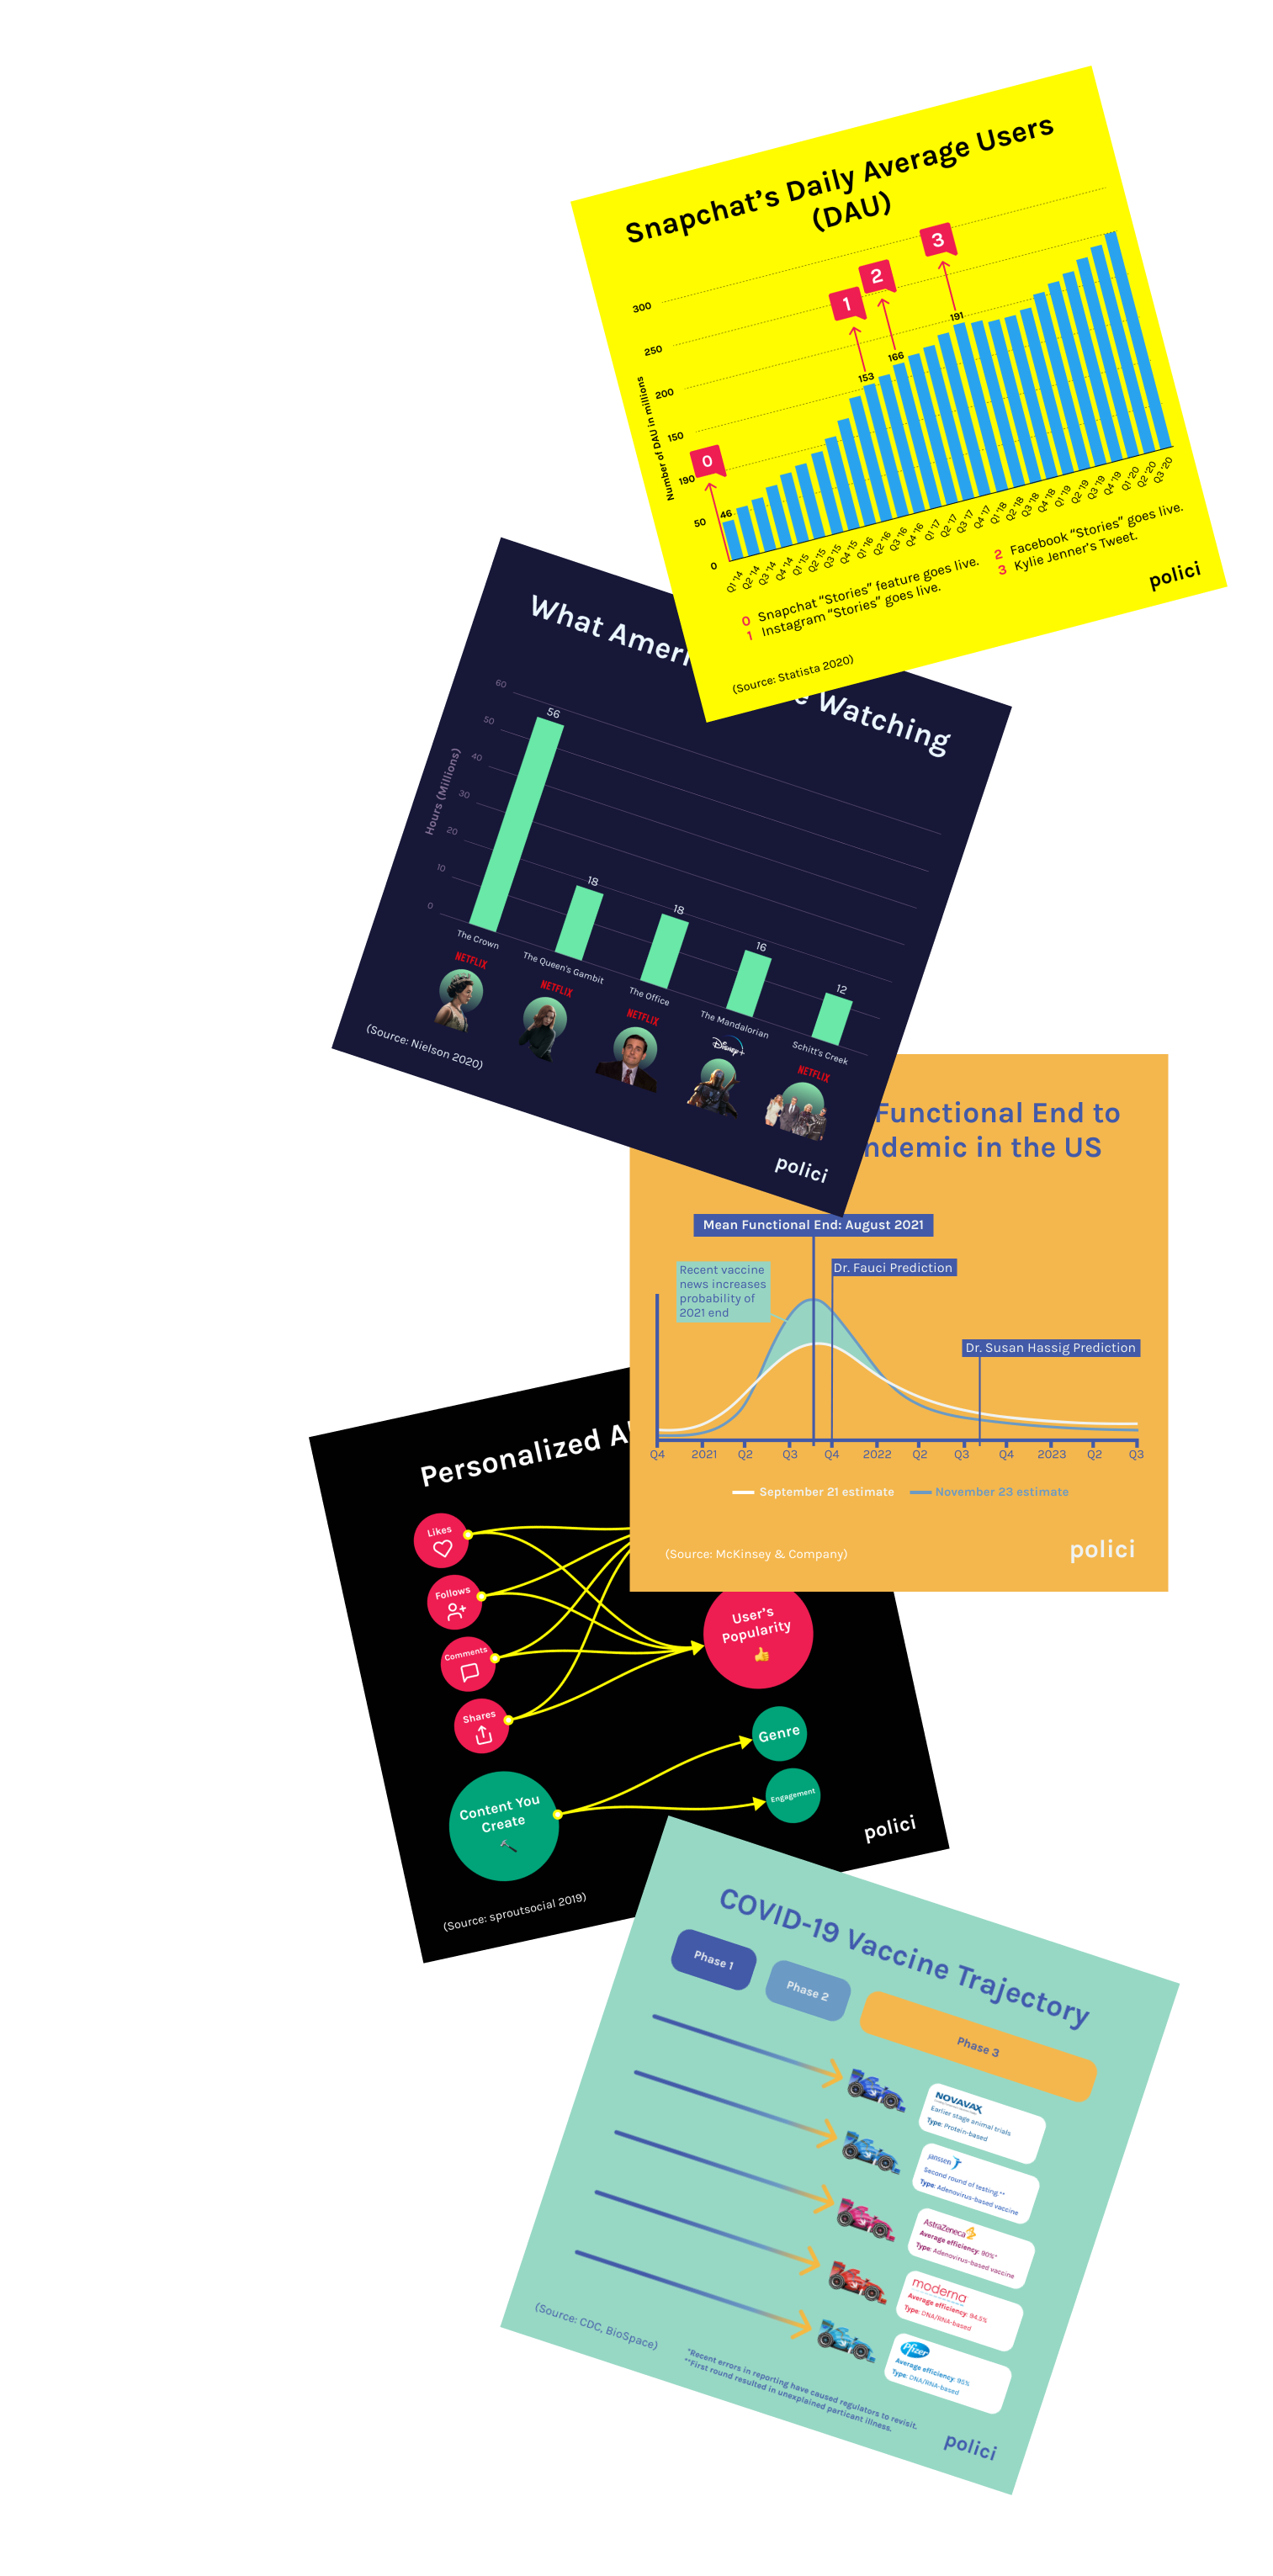 Snapchat’s Daily Average Users
(DAU)
Number of DAU in millions
300
250
200
150
190
50
0
0
1
2
3
46
153
166
191
Q1 '14
Q2 '14
Q3 '14
Q4 '14
Q1 '15
Q2 '15
Q3 '15
Q4 '15
Q1 '16
Q2 '16
Q3 '16
Q4 '16
Q1 '17
Q2 '17
Q3 '17
Q4 '17
Q1 '18
Q2 '18
Q3 '18
Q4 '18
Q1 '19
Q2 '19
Q3 '19
Q4 '19
Q1 '20
Q2 '20
Q3 '20
0 Snapchat “Stories” feature goes live.
1 Instagram “Stories” goes live.
2 Facebook “Stories” goes live.
3 Kylie Jenner’s Tweet.
(Source: Statista 2020)
polici
What Ameri
e Watching
Hours (Millions)
60
50
40
30
20
10
0
56
18
18
16
12
The Crown
NETFLIX
The Queen's Gambit
NETFLIX
The Office
NETFLIX
The Mandalorian
Disney+
Schitt's Creek
NETFLIX
(Source: Nielson 2020)
polici
Functional End to
ndemic in the US
Mean Functional End: August 2021
Recent vaccine
news increases
probability of
2021 end
Dr. Fauci Prediction
Dr. Susan Hassig Prediction
Q4 2021 Q2 Q3 Q4 2022 Q2 Q3 Q4 2023 Q2 Q3
September 21 estimate November 23 estimate
(Source: McKinsey & Company)
polici
Personalized Al
Likes
Follows
Comments
Shares
User’s
Popularity
Content You
Create
Genre
Engagement
(Source: sproutsocial 2019)
polici
COVID-19 Vaccine Trajectory
Phase 1
Phase 2
Phase 3
NOVAVAX
Earlier stage animal trials
Type: Protein-based
janssen
Second round of testing.**
Type: Adenovirus-based vaccine
AstraZeneca
Average efficiency: 90%*
Type: Adenovirus-based vaccine
moderna
Average efficiency: 94.5%
Type: DNA/RNA-based
Pfizer
Average efficiency: 95%
Type: DNA/RNA-based
(Source: CDC, BioSpace)
*Recent errors in reporting have caused regulators to revisit.
**First round resulted in unexplained particant illness.
polici